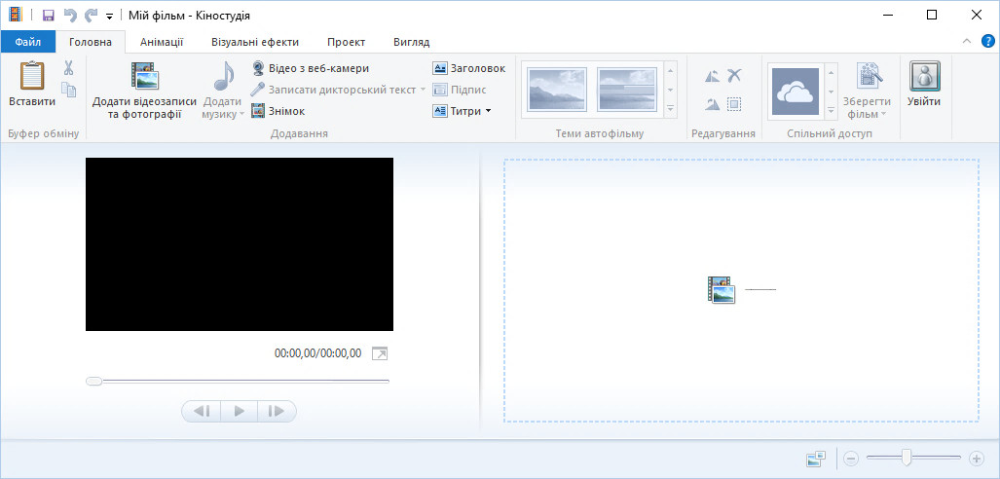 Мій фільм - Кіностудія
Файл
Головна
Анімації
Візуальні ефекти
Проект
Вигляд
Вставити
Буфер обміну
Додати відеозаписи
та фотографії
Додати
музику
Відео з веб-камери
Записати дикторський текст
Знімок
Заголовок
Підпис
Титри
Додавання
Теми автофільму
Редагування
Зберегти
фільм
Спільний доступ
Увійти
00:00,00/00:00,00